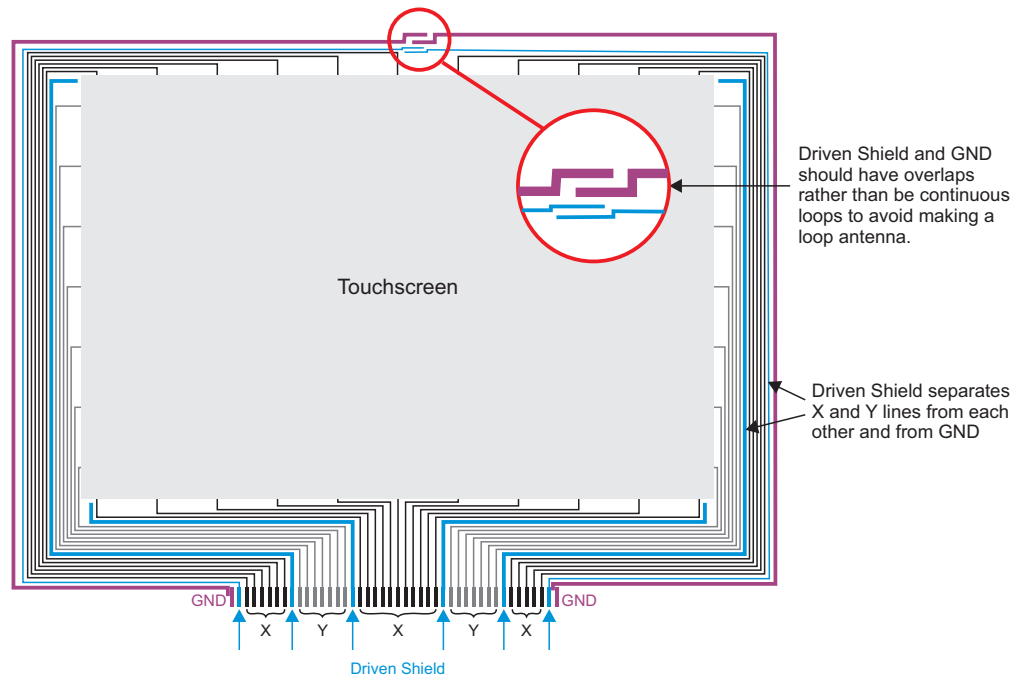 Driven Shield and GND
should have overlaps
rather than be continuous
loops to avoid making a
loop antenna.
Touchscreen
Driven Shield separates
X and Y lines from each
other and from GND
GND
GND
X
Y
X
Y
X
Driven Shield